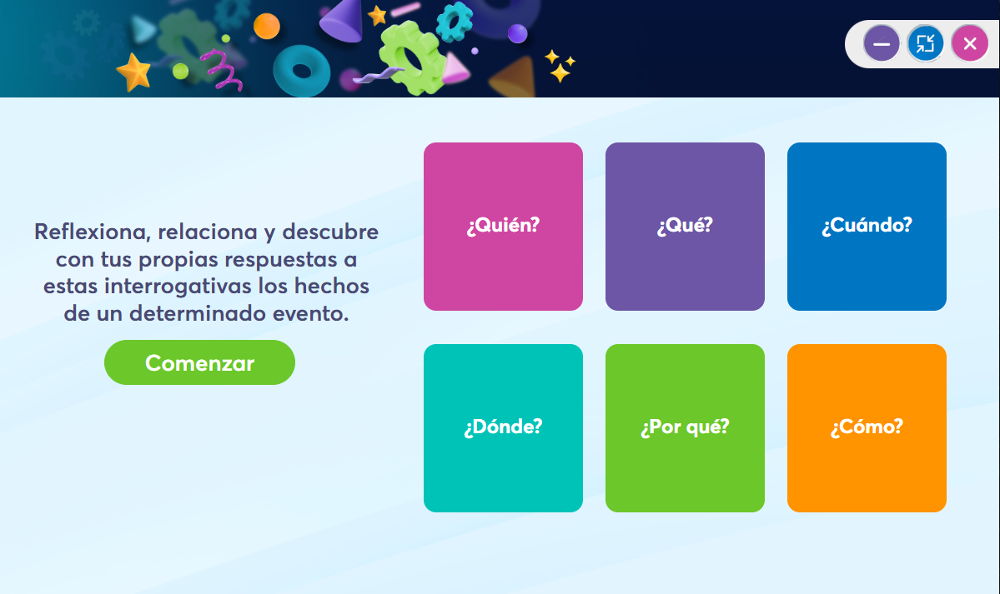 Reflexiona, relaciona y descubre
con tus propias respuestas a
estas interrogativas los hechos
de un determinado evento.
Comenzar
¿Quién?
¿Qué?
¿Cuándo?
¿Dónde?
¿Por qué?
¿Cómo?